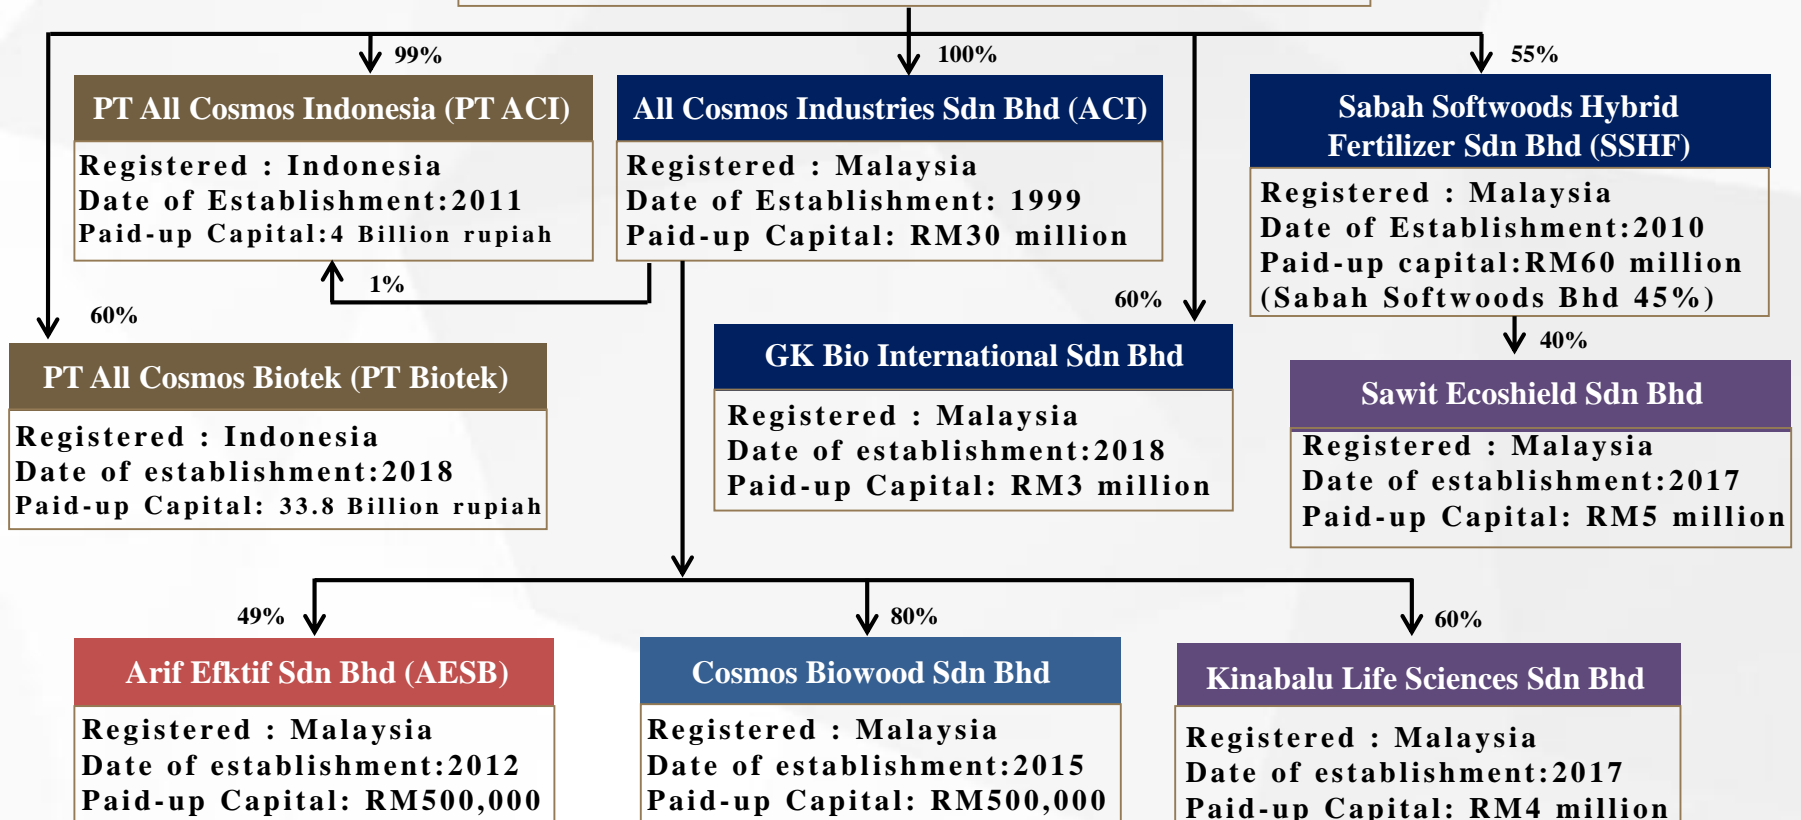 99%
100%
55%
PT All Cosmos Indonesia (PT ACI)
Registered : Indonesia
Date of Establishment:2011
Paid-up Capital:4 Billion rupiah
All Cosmos Industries Sdn Bhd (ACI)
Registered : Malaysia
Date of Establishment: 1999
Paid-up Capital: RM30 million
Sabah Softwoods Hybrid
Fertilizer Sdn Bhd (SSHF)
Registered : Malaysia
Date of Establishment:2010
Paid-up capital:RM60 million
(Sabah Softwoods Bhd 45%)
1%
60%
60%
40%
PT All Cosmos Biotek (PT Biotek)
Registered : Indonesia
Date of establishment:2018
Paid-up Capital: 33.8 Billion rupiah
GK Bio International Sdn Bhd
Registered : Malaysia
Date of establishment:2018
Paid-up Capital: RM3 million
Sawit Ecoshield Sdn Bhd
Registered : Malaysia
Date of establishment:2017
Paid-up Capital: RM5 million
49%
80%
60%
Arif Efktif Sdn Bhd (AESB)
Registered : Malaysia
Date of establishment:2012
Paid-up Capital: RM500,000
Cosmos Biowood Sdn Bhd
Registered : Malaysia
Date of establishment:2015
Paid-up Capital: RM500,000
Kinabalu Life Sciences Sdn Bhd
Registered : Malaysia
Date of establishment:2017
Paid-up Capital: RM4 million